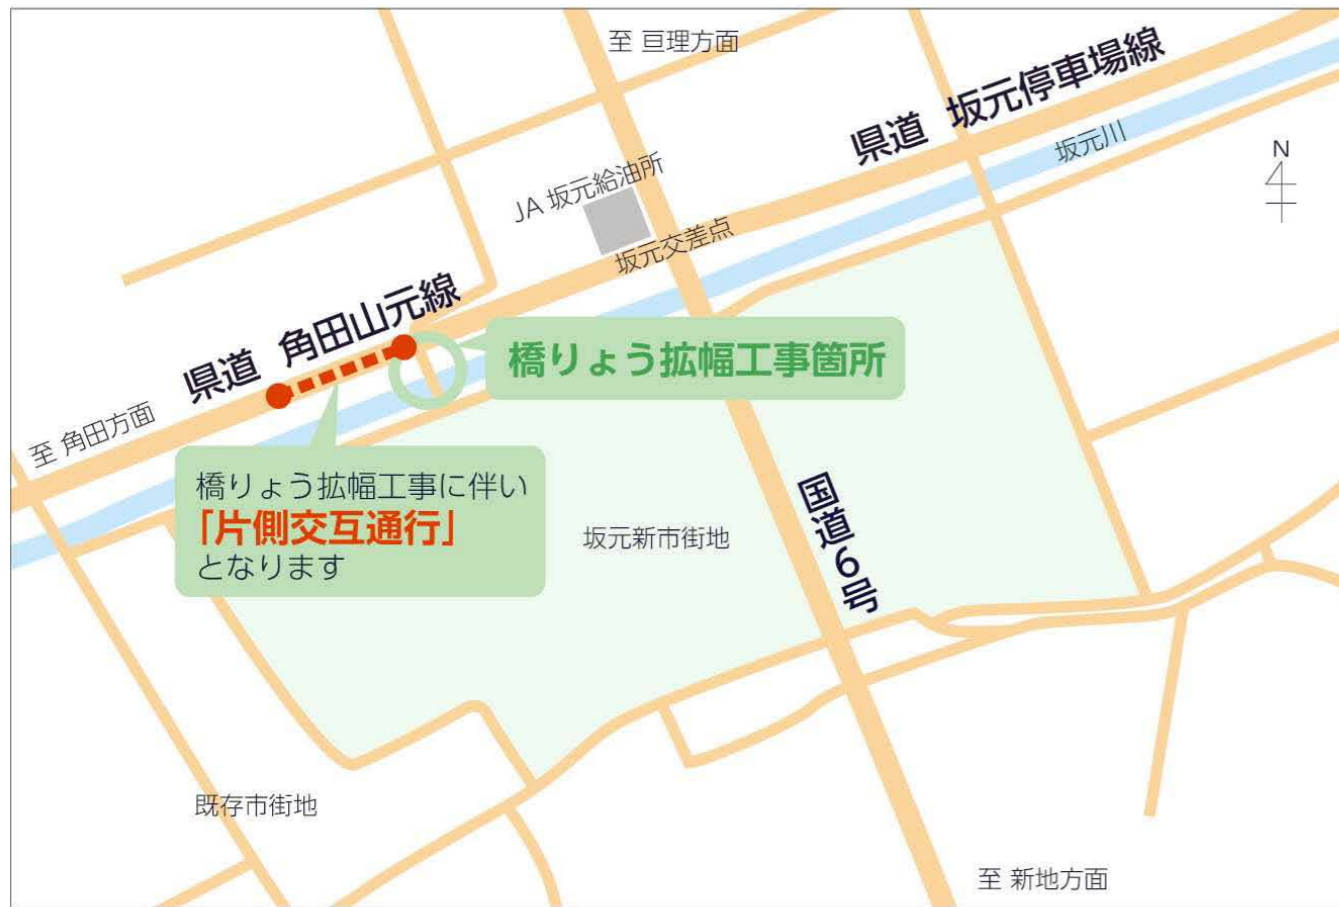 至 亘理方面
県道 坂元停車場線
坂元川
N
JA 坂元給油所
坂元交差点
県道 角田山元線
橋りょう拡幅工事箇所
至 角田方面
橋りょう拡幅工事に伴い
「片側交互通行」
となります
坂元新市街地
国道6号
既存市街地
至 新地方面